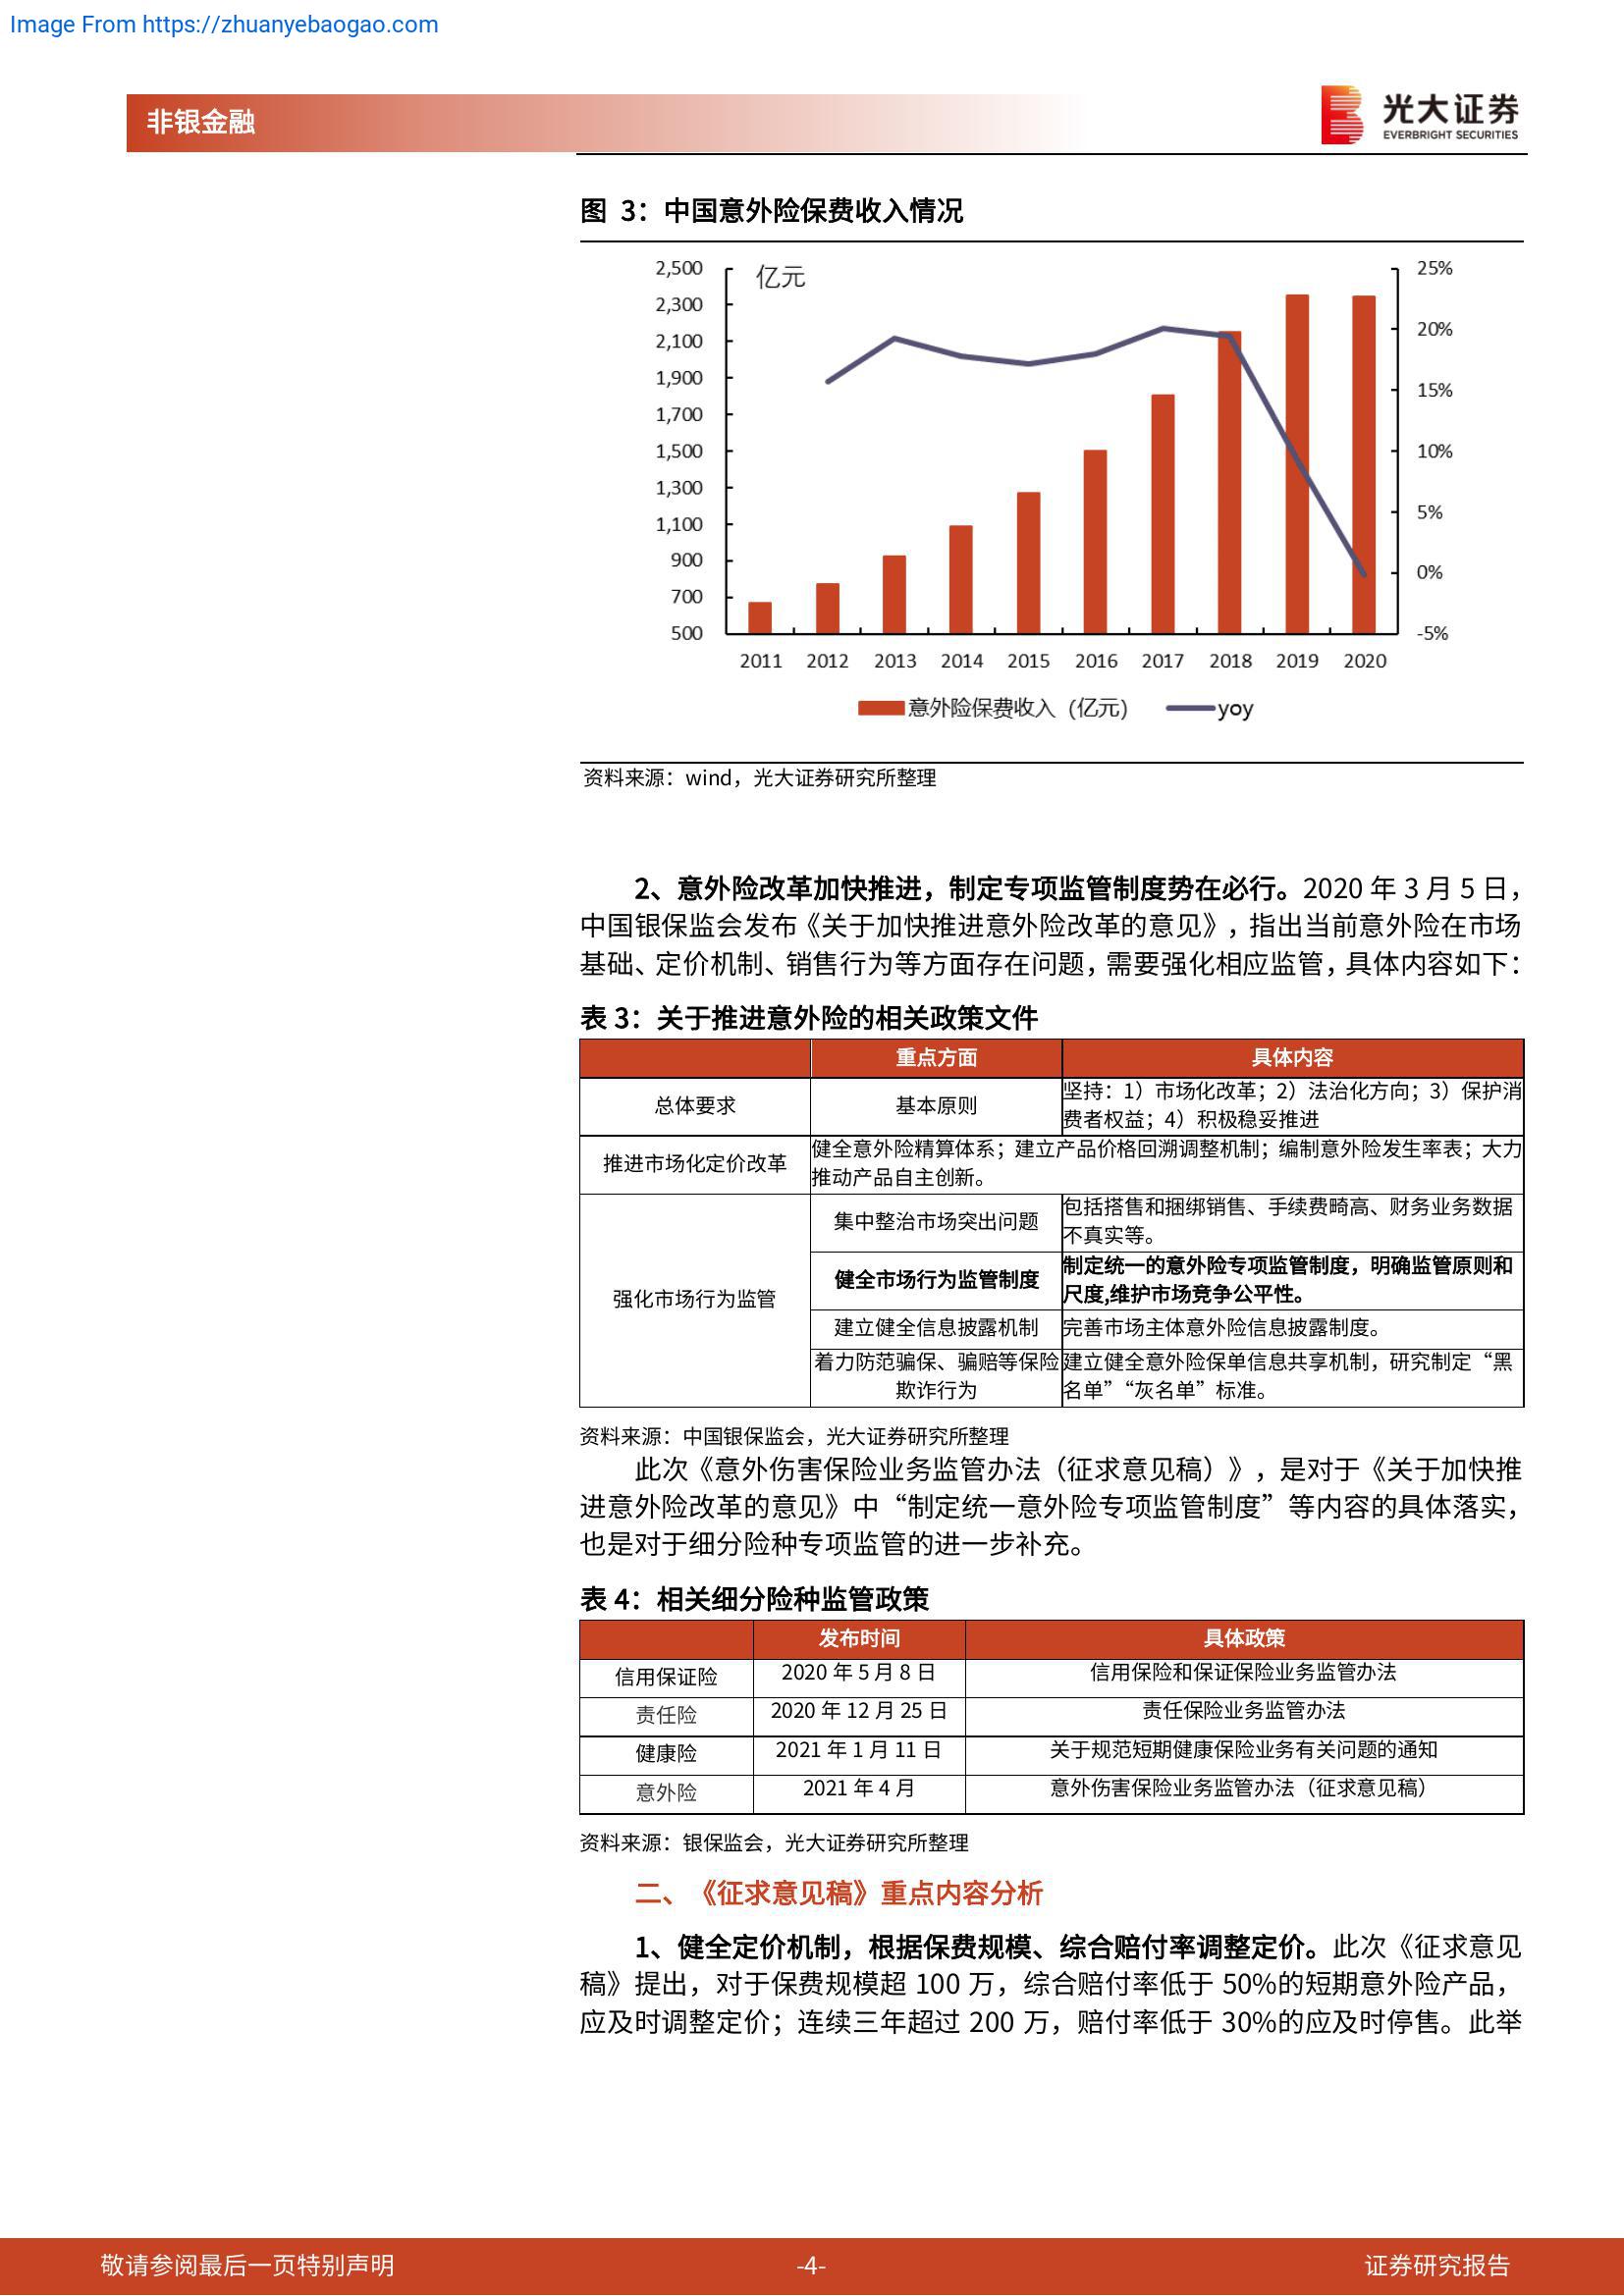 Image From https://zhuanyebaogao.com
非银金融
光大证券
EVERBRIGHT SECURITIES
图 3：中国意外险保费收入情况
亿元
2,500
2,300
2,100
1,900
1,700
1,500
1,300
1,100
900
700
500
25%
20%
15%
10%
5%
0%
-5%
2011 2012 2013 2014 2015 2016 2017 2018 2019 2020
意外险保费收入（亿元） yoy
资料来源：wind，光大证券研究所整理
2、意外险改革加快推进，制定专项监管制度势在必行。2020 年 3 月 5 日，
中国银保监会发布《关于加快推进意外险改革的意见》，指出当前意外险在市场
基础、定价机制、销售行为等方面存在问题，需要强化相应监管，具体内容如下：
表 3：关于推进意外险的相关政策文件
重点方面 具体内容
总体要求 基本原则 坚持：1）市场化改革；2）法治化方向；3）保护消
费者权益；4）积极稳妥推进
推进市场化定价改革 健全意外险精算体系；建立产品价格回溯调整机制；编制意外险发生率表；大力
推动产品自主创新。
强化市场行为监管
集中整治市场突出问题 包括搭售和捆绑销售、手续费畸高、财务业务数据
不真实等。
健全市场行为监管制度 制定统一的意外险专项监管制度，明确监管原则和
尺度,维护市场竞争公平性。
建立健全信息披露机制 完善市场主体意外险信息披露制度。
着力防范骗保、骗赔等保险 建立健全意外险保单信息共享机制，研究制定“黑
欺诈行为 名单”“灰名单”标准。
资料来源：中国银保监会，光大证券研究所整理
此次《意外伤害保险业务监管办法（征求意见稿）》，是对于《关于加快推
进意外险改革的意见》中“制定统一意外险专项监管制度”等内容的具体落实，
也是对于细分险种专项监管的进一步补充。
表 4：相关细分险种监管政策
发布时间 具体政策
信用保证险 2020 年 5 月 8 日 信用保险和保证保险业务监管办法
责任险 2020 年 12 月 25 日 责任保险业务监管办法
健康险 2021 年 1 月 11 日 关于规范短期健康保险业务有关问题的通知
意外险 2021 年 4 月 意外伤害保险业务监管办法（征求意见稿）
资料来源：银保监会，光大证券研究所整理
二、《征求意见稿》重点内容分析
1、健全定价机制，根据保费规模、综合赔付率调整定价。此次《征求意见
稿》提出，对于保费规模超 100 万，综合赔付率低于 50%的短期意外险产品，
应及时调整定价；连续三年超过 200 万，赔付率低于 30%的应及时停售。此举
敬请参阅最后一页特别声明 -4- 证券研究报告